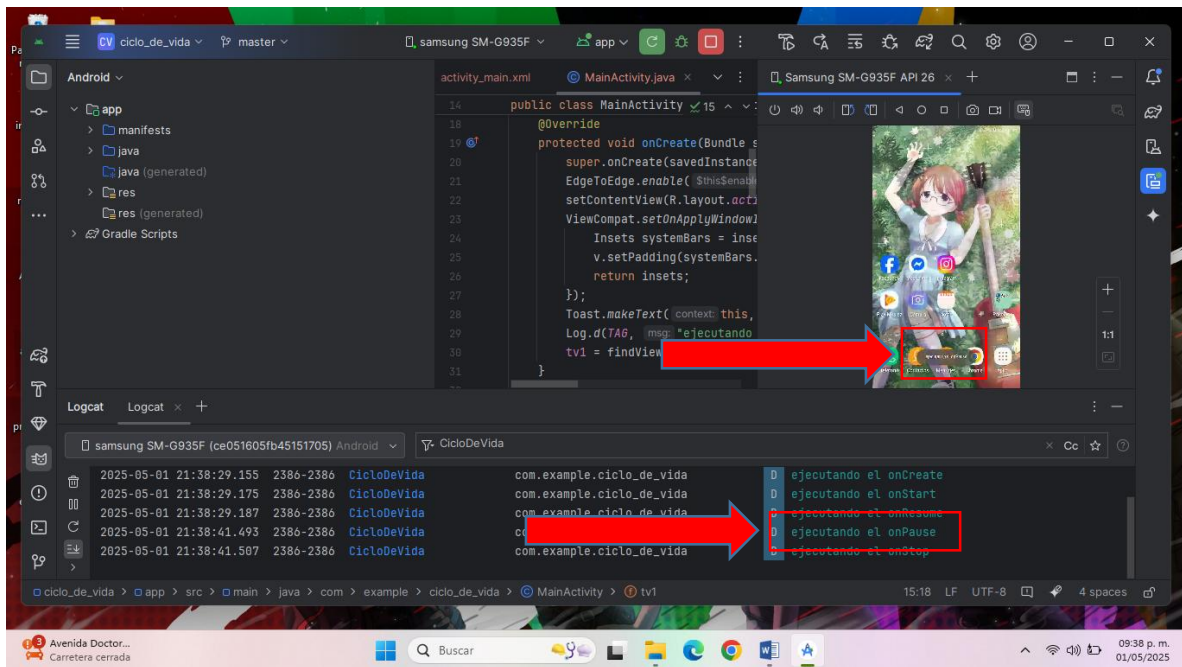 ciclo_de_vida
master
samsung SM-G935F
app
Android
activity_main.xml
MainActivity.java
Samsung SM-G935F API 26
app
manifests
java
java (generated)
res
res (generated)
Gradle Scripts
14 public class MainActivity 15
18 @Override
19 protected void onCreate(Bundle
20 super.onCreate(savedInstance
21 EdgeToEdge.enable( $this$enabl
22 setContentView(R.layout.acti
23 ViewCompat.setOnApplyWindowI
24 Insets systemBars = inse
25 v.setPadding(systemBars.
26 return insets;
27 });
28 Toast.makeText( context: this,
29 Log.d(TAG, msg: "ejecutando
30 tv1 = findView
31 }
1:1
Logcat Logcat
samsung SM-G935F (ce051605fb45151705) Android
CicloDeVida
Cc
2025-05-01 21:38:29.155 2386-2386 CicloDeVida com.example.ciclo_de_vida D ejecutando el onCreate
2025-05-01 21:38:29.175 2386-2386 CicloDeVida com.example.ciclo_de_vida D ejecutando el onStart
2025-05-01 21:38:29.187 2386-2386 CicloDeVida com.example.ciclo_de_vida D ejecutando el onResume
2025-05-01 21:38:41.493 2386-2386 CicloDeVida D ejecutando el onPause
2025-05-01 21:38:41.507 2386-2386 CicloDeVida com.example.ciclo_de_vida D ejecutando el onStop
ciclo_de_vida > app > src > main > java > com > example > ciclo_de_vida > MainActivity > tv1
15:18 LF UTF-8 4 spaces
3
Avenida Doctor...
Carretera cerrada
Buscar
09:38 p. m.
01/05/2025